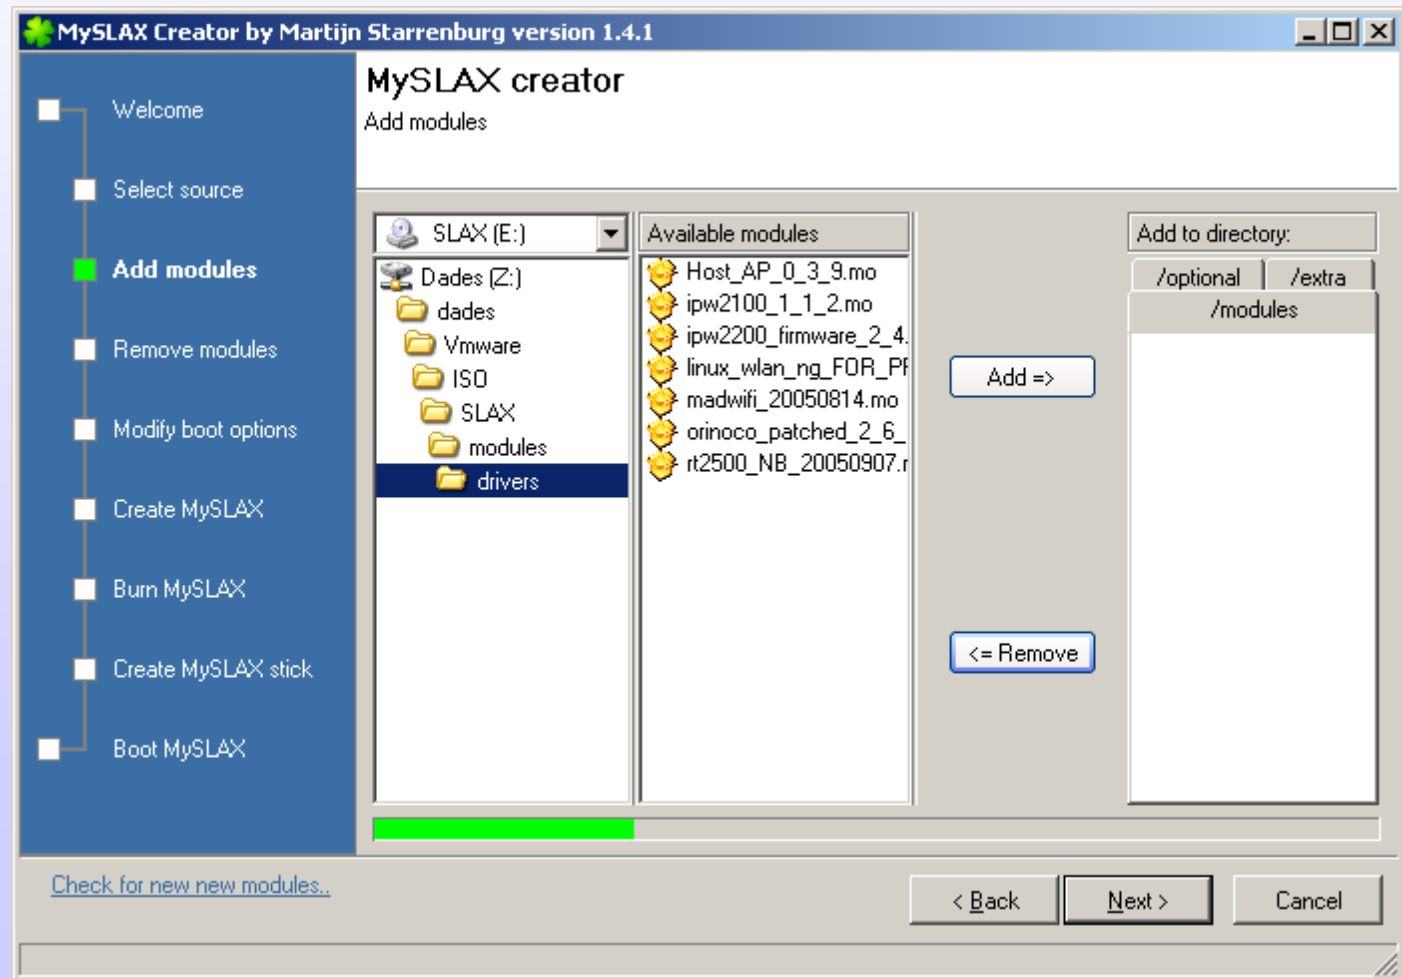 MySLAX Creator by Martijn Starrenburg version 1.4.1
MySLAX creator
Add modules
Welcome
Select source
Add modules
Remove modules
Modify boot options
Create MySLAX
Burn MySLAX
Create MySLAX stick
Boot MySLAX
SLAX (E:)
Dades (Z:)
dades
Vmware
ISO
SLAX
modules
drivers
Available modules
Host_AP_0_3_9.mo
ipw2100_1_1_2.mo
ipw2200_firmware_2_4.
linux_wlan_ng_FOR_PR
madwifi_20050814.mo
orinoco_patched_2_6_
rt2500_NB_20050907.r
Add =>
<= Remove
Add to directory:
/optional
/extra
/modules
Check for new new modules..
< Back
Next >
Cancel